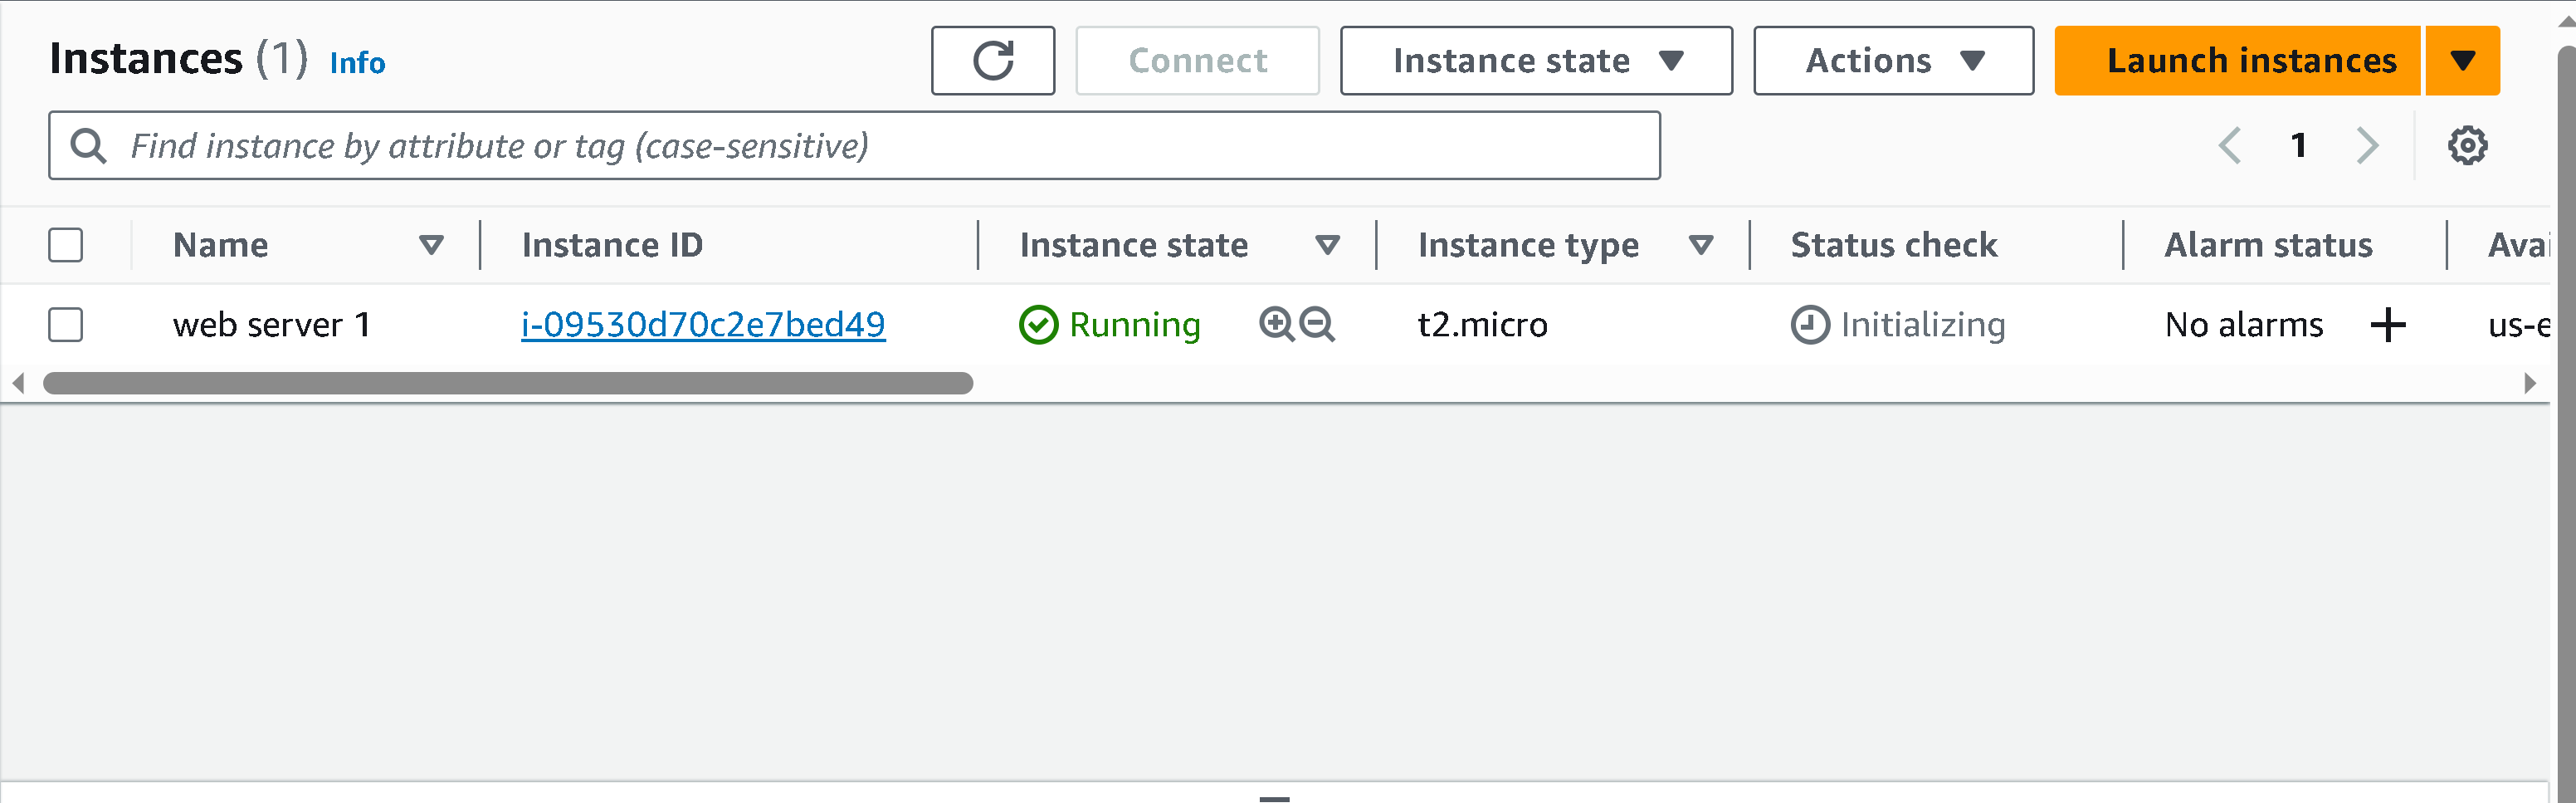 Instances (1) Info Connect Instance state Actions Launch instances
Find instance by attribute or tag (case-sensitive) 1
Name Instance ID Instance state Instance type Status check Alarm status Avai
web server 1 i-09530d70c2e7bed49 Running t2.micro Initializing No alarms us-e